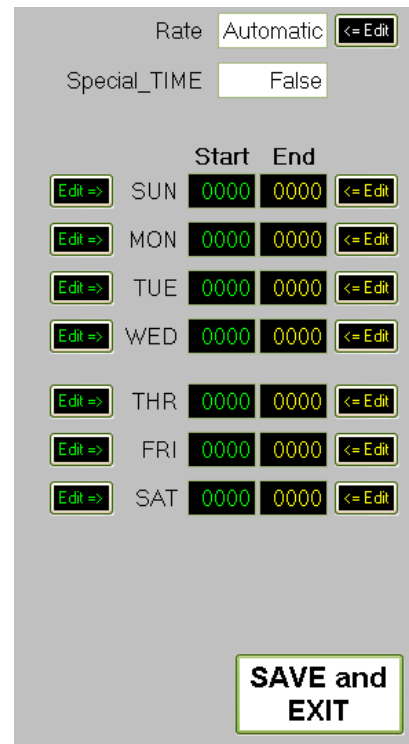 Rate Automatic <= Edit
Special_TIME False
Start End
Edit => SUN 0000 0000 <= Edit
Edit => MON 0000 0000 <= Edit
Edit => TUE 0000 0000 <= Edit
Edit => WED 0000 0000 <= Edit
Edit => THR 0000 0000 <= Edit
Edit => FRI 0000 0000 <= Edit
Edit => SAT 0000 0000 <= Edit
SAVE and
EXIT